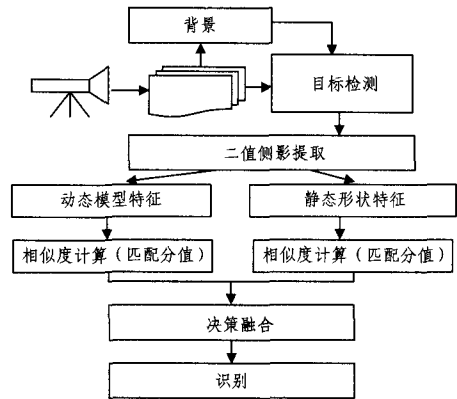 背景
目标检测
二值侧影提取
动态模型特征
静态形状特征
相似度计算（匹配分值）
相似度计算（匹配分值）
决策融合
识别